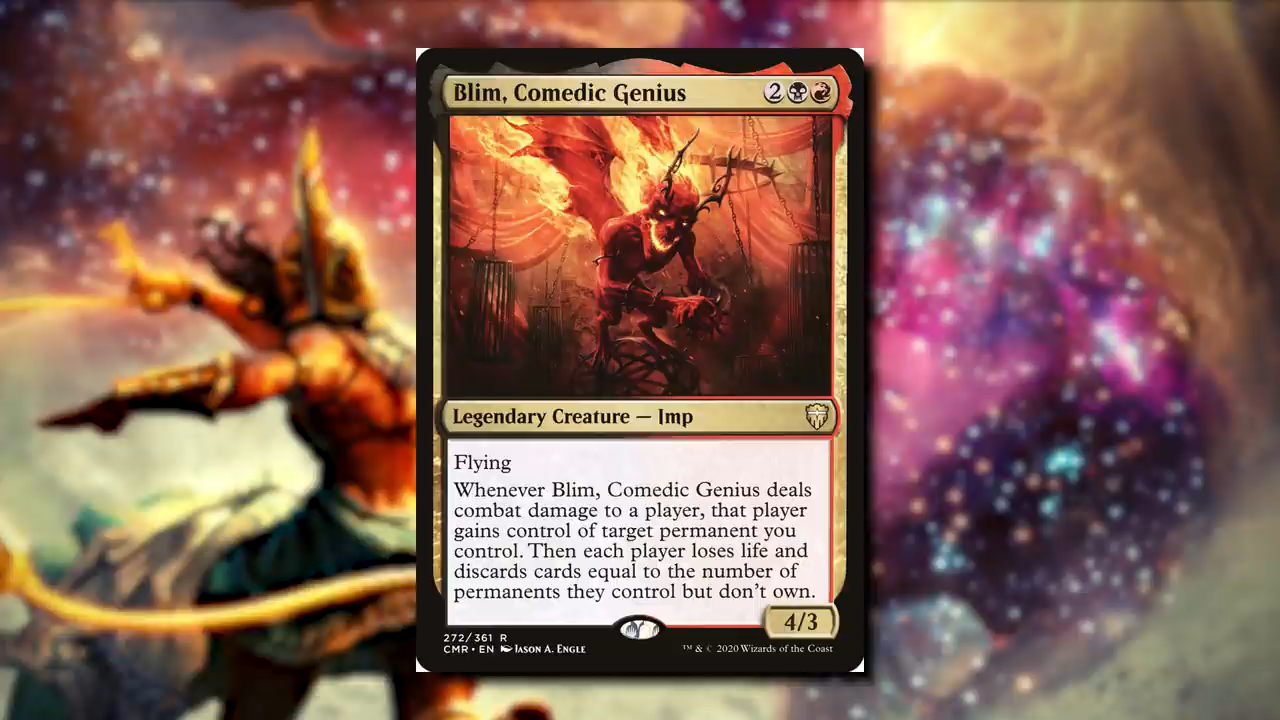 Blim, Comedic Genius 2
Legendary Creature — Imp
Flying
Whenever Blim, Comedic Genius deals
combat damage to a player, that player
gains control of target permanent you
control. Then each player loses life and
discards cards equal to the number of
permanents they control but don't own.
4/3
272/361 R
CMR • EN Jason A. Engle
™ & © 2020 Wizards of the Coast